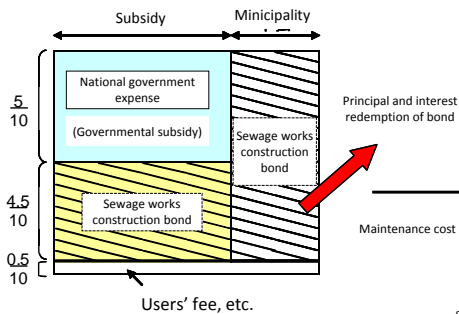 Subsidy
Minicipality
5
10
National government
expense
(Governmental subsidy)
Sewage works
construction bond
Principal and interest
redemption of bond
4.5
10
Sewage works
construction bond
Maintenance cost
0.5
10
Users' fee, etc.